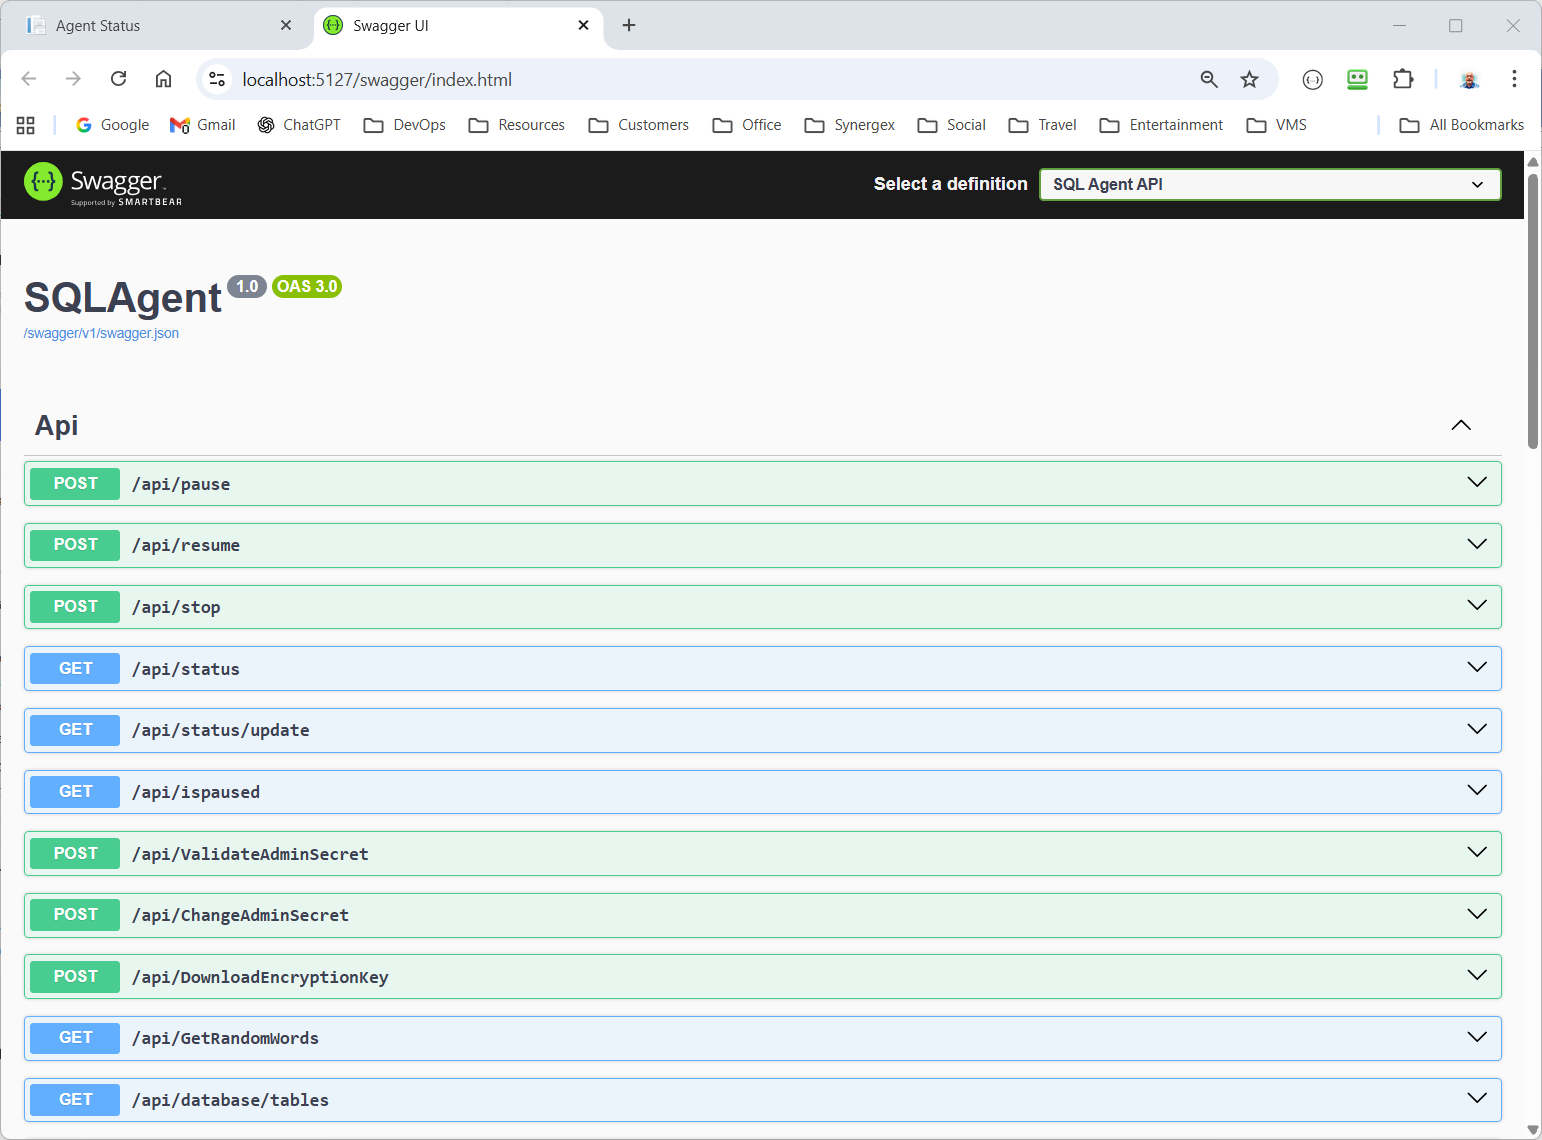 Agent Status
Swagger UI
localhost:5127/swagger/index.html
Google Gmail ChatGPT DevOps Resources Customers Office Synergex Social Travel Entertainment VMS All Bookmarks
Swagger
Supported by SMARTBEAR
Select a definition SQL Agent API
SQLAgent 1.0 OAS 3.0
/swagger/v1/swagger.json
Api
POST /api/pause
POST /api/resume
POST /api/stop
GET /api/status
GET /api/status/update
GET /api/ispaused
POST /api/ValidateAdminSecret
POST /api/ChangeAdminSecret
POST /api/DownloadEncryptionKey
GET /api/GetRandomWords
GET /api/database/tables